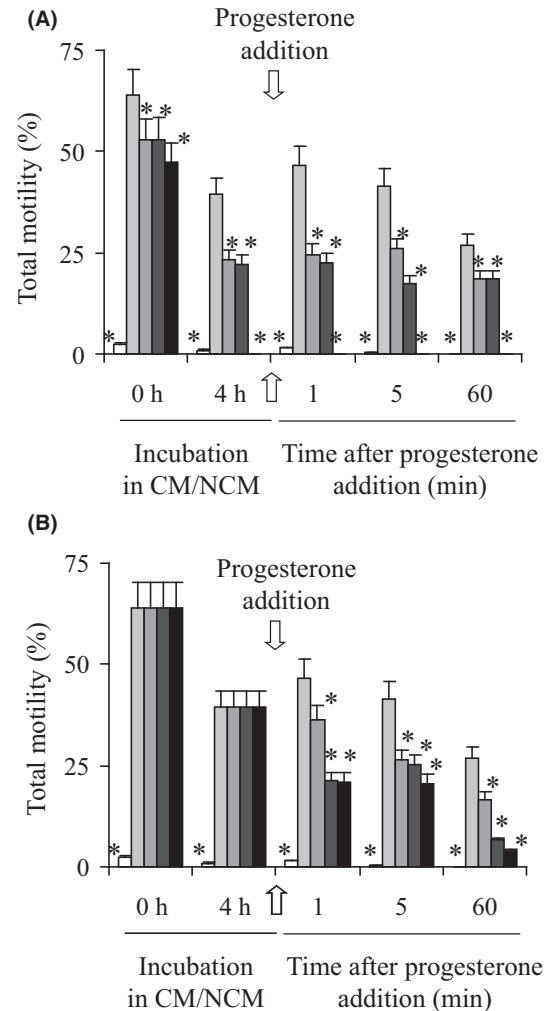 (A)
Progesterone
addition
Total motility (%)
75
50
25
0
* * * * * * * * * * * * * * * * * *
0 h 4 h 1 5 60
Incubation
in CM/NCM
Time after progesterone
addition (min)
(B)
Progesterone
addition
Total motility (%)
75
50
25
0
* * * * * * * * * * * * * *
0 h 4 h 1 5 60
Incubation
in CM/NCM
Time after progesterone
addition (min)